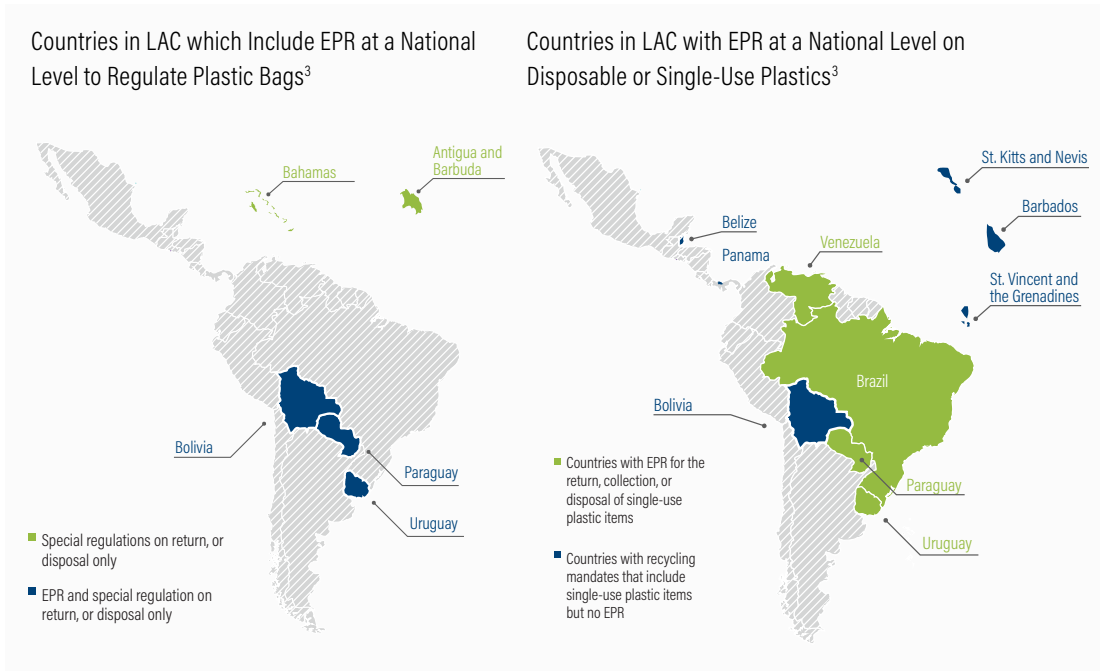 Countries in LAC which Include EPR at a National
Level to Regulate Plastic Bags³
Bahamas
Antigua and
Barbuda
Bolivia
Paraguay
Uruguay
Special regulations on return, or
disposal only
EPR and special regulation on
return, or disposal only
Countries in LAC with EPR at a National Level on
Disposable or Single-Use Plastics³
St. Kitts and Nevis
Barbados
Belize
Panama
Venezuela
St. Vincent and
the Grenadines
Brazil
Bolivia
Paraguay
Uruguay
Countries with EPR for the
return, collection, or
disposal of single-use
plastic items
Countries with recycling
mandates that include
single-use plastic items
but no EPR